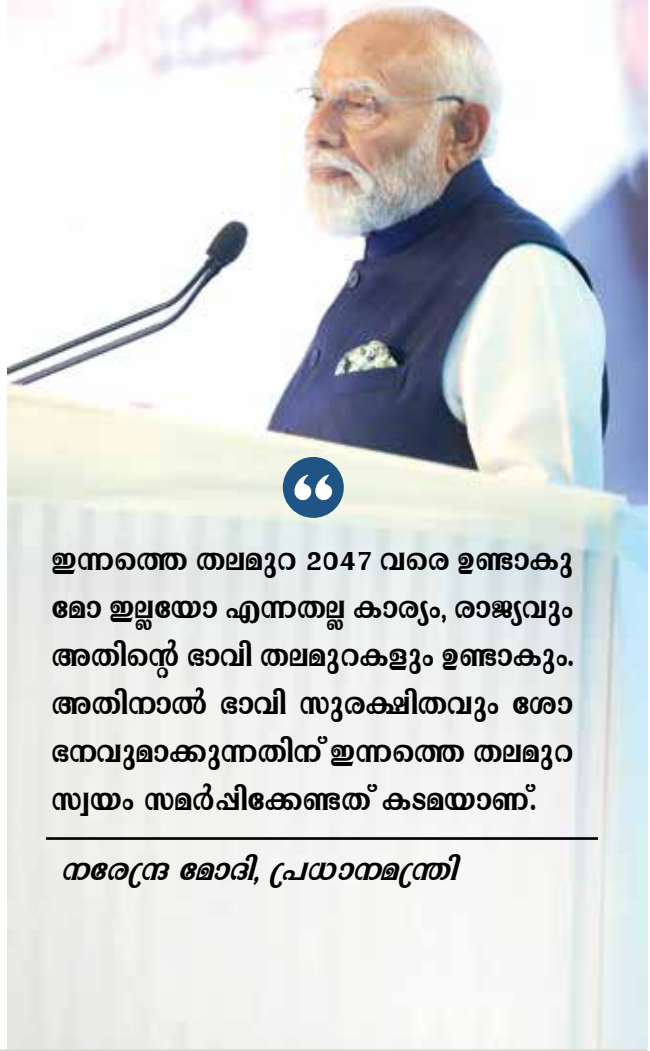 ഇന്നത്തെ തലമുറ 2047 വരെ ഉണ്ടാകു
മോ ഇല്ലയോ എന്നതല്ല കാര്യം, രാജ്യവും
അതിന്റെ ഭാവി തലമുറകളും ഉണ്ടാകും.
അതിനാൽ ഭാവി സുരക്ഷിതവും ശോ
ഭനവുമാക്കുന്നതിന് ഇന്നത്തെ തലമുറ
സ്വയം സമർപ്പിക്കേണ്ടത് കടമയാണ്.
നരേന്ദ്ര മോദി, പ്രധാനമന്ത്രി